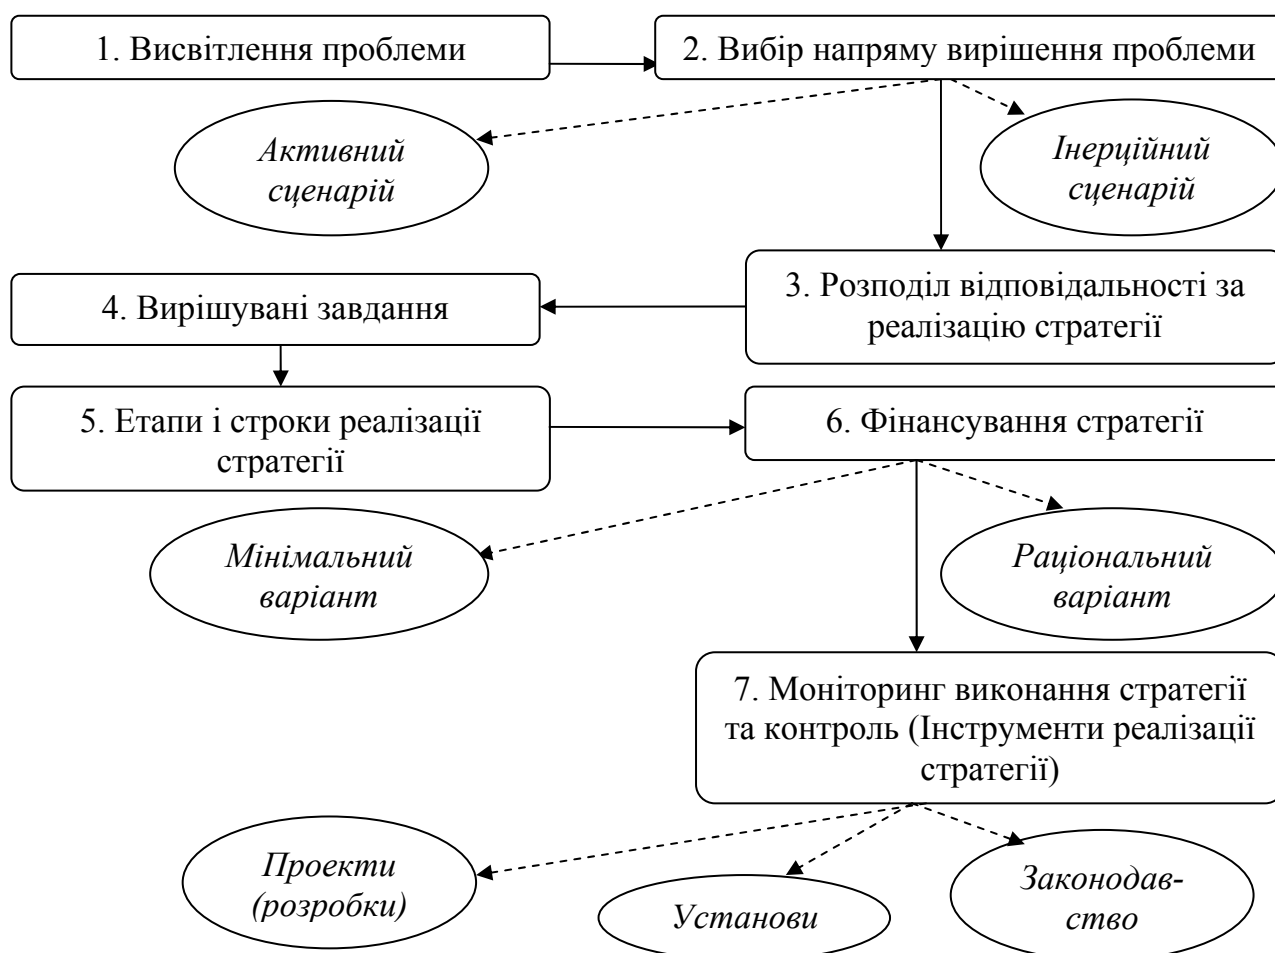 1. Висвітлення проблеми
2. Вибір напряму вирішення проблеми
Активний
сценарій
Інерційний
сценарій
3. Розподіл відповідальності за
реалізацію стратегії
4. Вирішувані завдання
5. Етапи і строки реалізації
стратегії
6. Фінансування стратегії
Мінімальний
варіант
Раціональний
варіант
7. Моніторинг виконання стратегії
та контроль (Інструменти реалізації
стратегії)
Проекти
(розробки)
Установи
Законодав-
ство